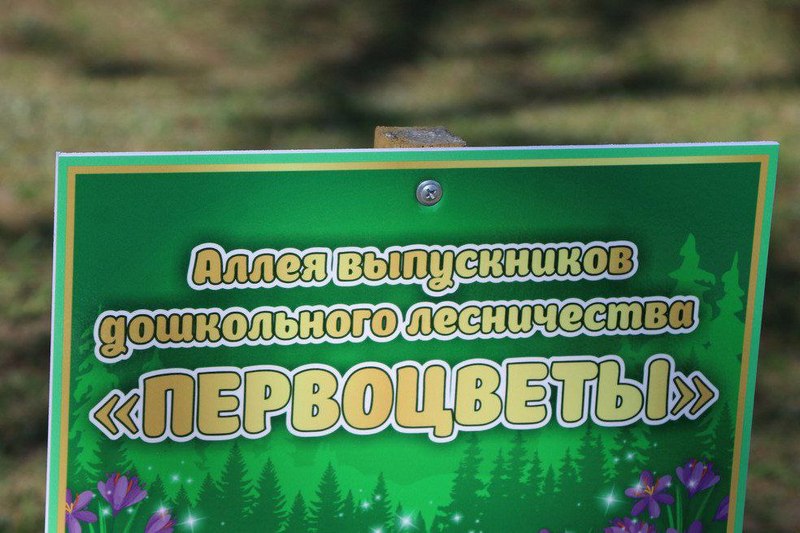 Аллея выпускников
дошкольного лесничества
«ПЕРВОЦВЕТЫ»